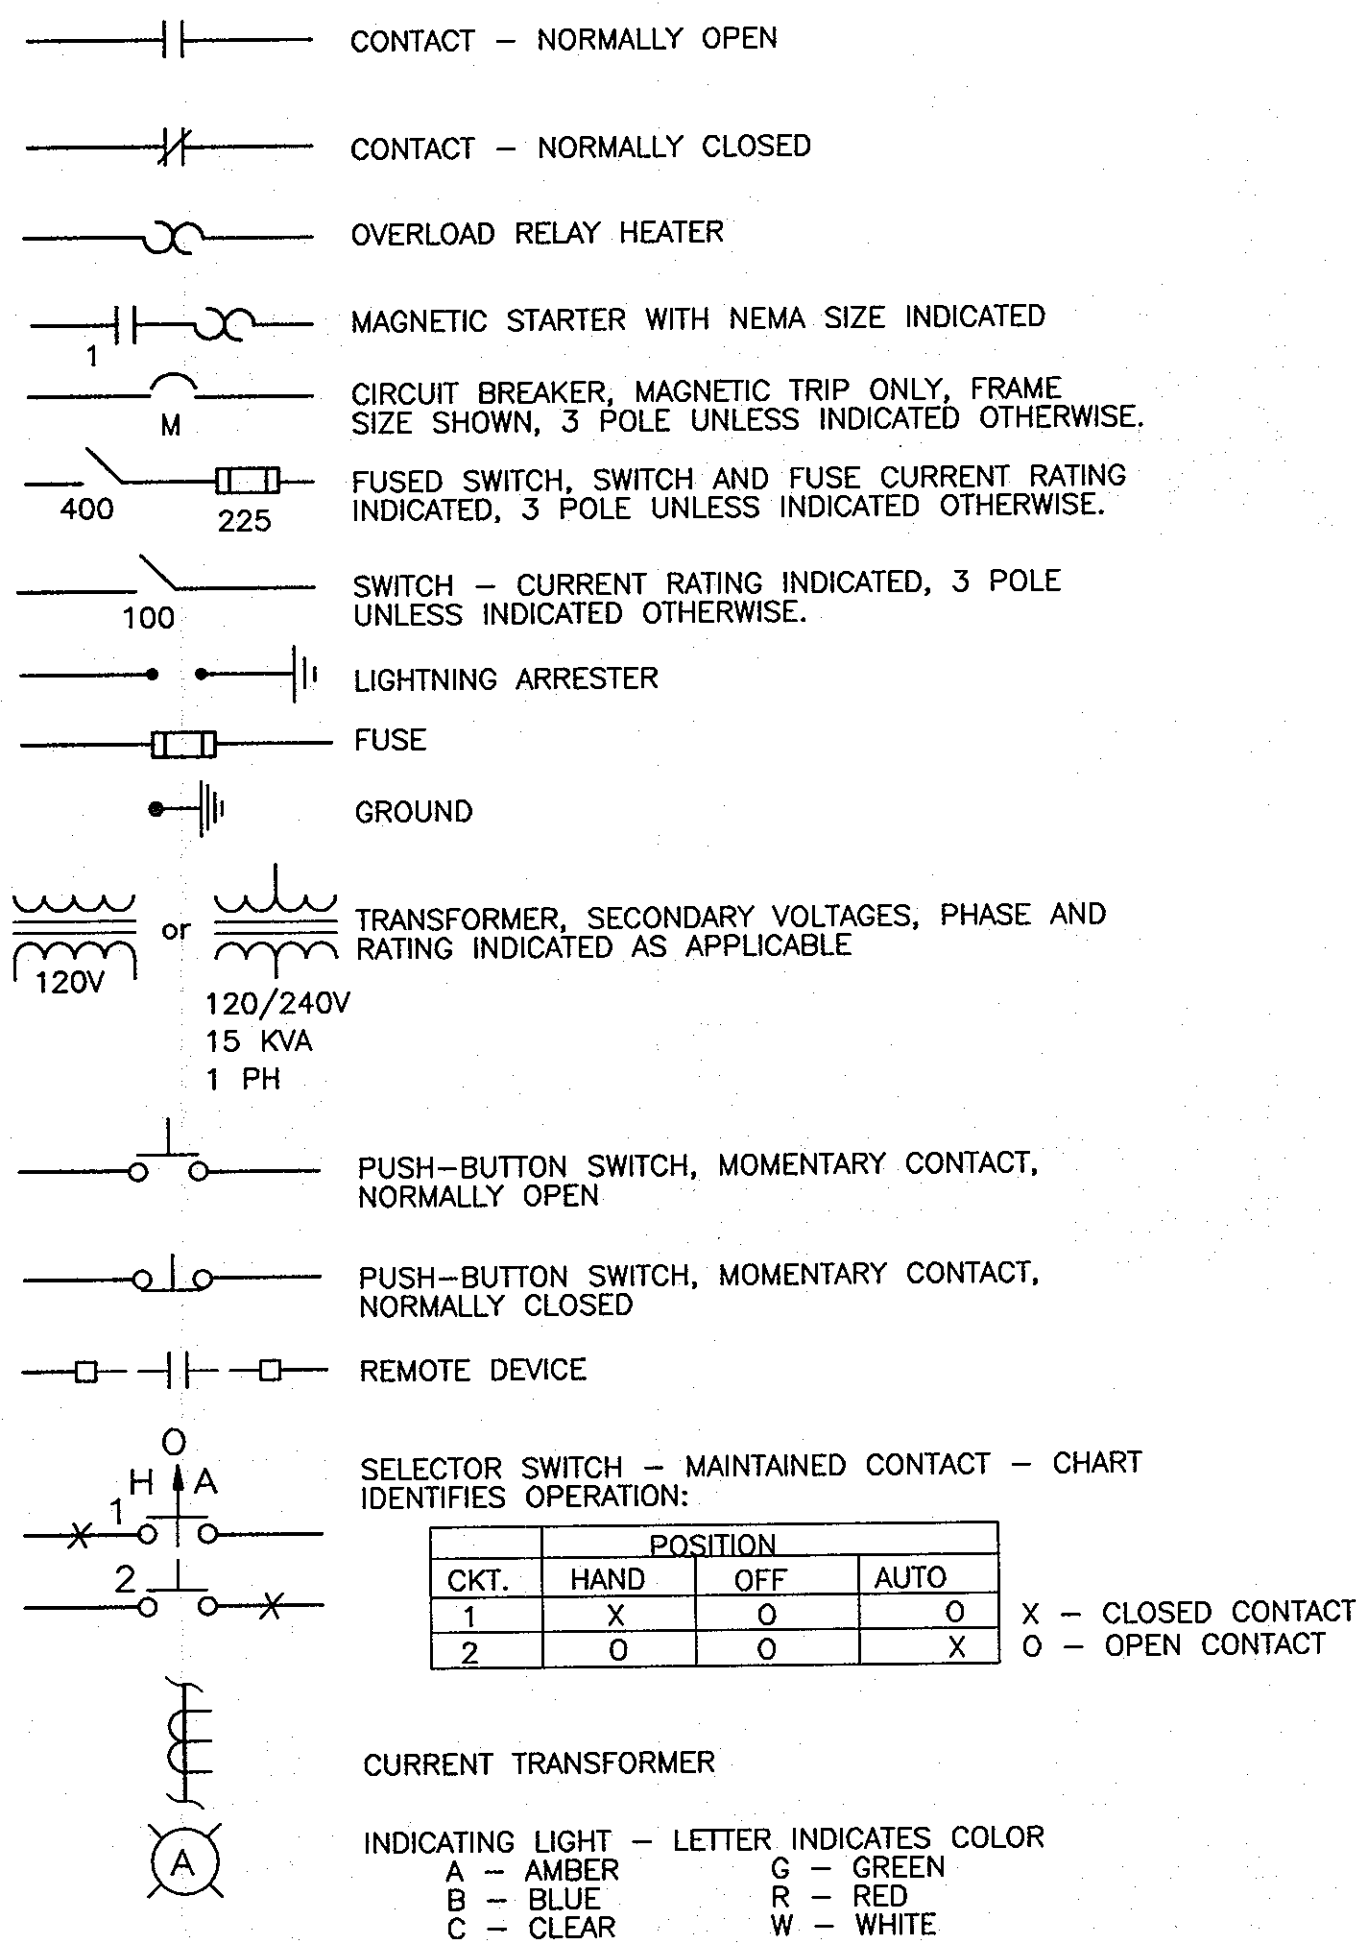 CONTACT – NORMALLY OPEN
CONTACT – NORMALLY CLOSED
OVERLOAD RELAY HEATER
1
MAGNETIC STARTER WITH NEMA SIZE INDICATED
M
CIRCUIT BREAKER, MAGNETIC TRIP ONLY, FRAME
SIZE SHOWN, 3 POLE UNLESS INDICATED OTHERWISE.
400 225
FUSED SWITCH, SWITCH AND FUSE CURRENT RATING
INDICATED, 3 POLE UNLESS INDICATED OTHERWISE.
100
SWITCH – CURRENT RATING INDICATED, 3 POLE
UNLESS INDICATED OTHERWISE.
LIGHTNING ARRESTER
FUSE
GROUND
or
120V
120/240V
15 KVA
1 PH
TRANSFORMER, SECONDARY VOLTAGES, PHASE AND
RATING INDICATED AS APPLICABLE
PUSH–BUTTON SWITCH, MOMENTARY CONTACT,
NORMALLY OPEN
PUSH–BUTTON SWITCH, MOMENTARY CONTACT,
NORMALLY CLOSED
REMOTE DEVICE
O
H A
1
X
2
X
SELECTOR SWITCH – MAINTAINED CONTACT – CHART
IDENTIFIES OPERATION:
POSITION
CKT. HAND OFF AUTO
1 X O O
2 O O X
X – CLOSED CONTACT
O – OPEN CONTACT
CURRENT TRANSFORMER
A
INDICATING LIGHT – LETTER INDICATES COLOR
A – AMBER G – GREEN
B – BLUE R – RED
C – CLEAR W – WHITE